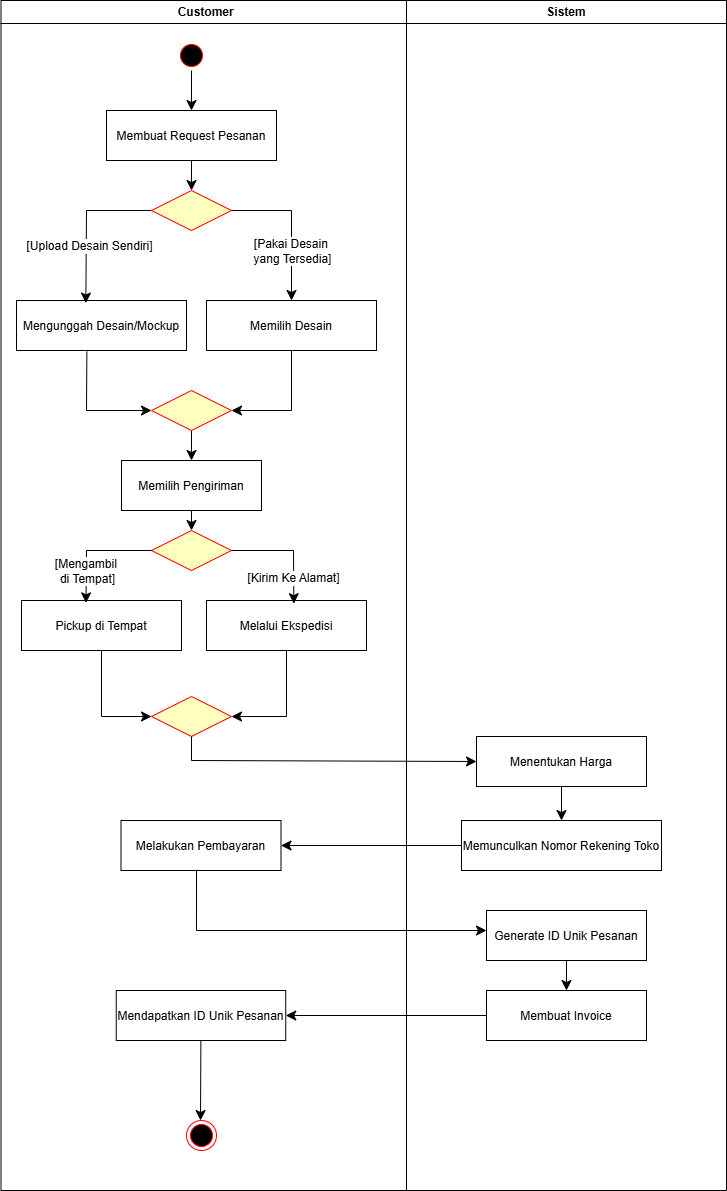 Customer
Sistem
Membuat Request Pesanan
[Upload Desain Sendiri]
[Pakai Desain
yang Tersedia]
Mengunggah Desain/Mockup
Memilih Desain
Memilih Pengiriman
[Mengambil
di Tempat]
[Kirim Ke Alamat]
Pickup di Tempat
Melalui Ekspedisi
Menentukan Harga
Melakukan Pembayaran
Memunculkan Nomor Rekening Toko
Generate ID Unik Pesanan
Mendapatkan ID Unik Pesanan
Membuat Invoice